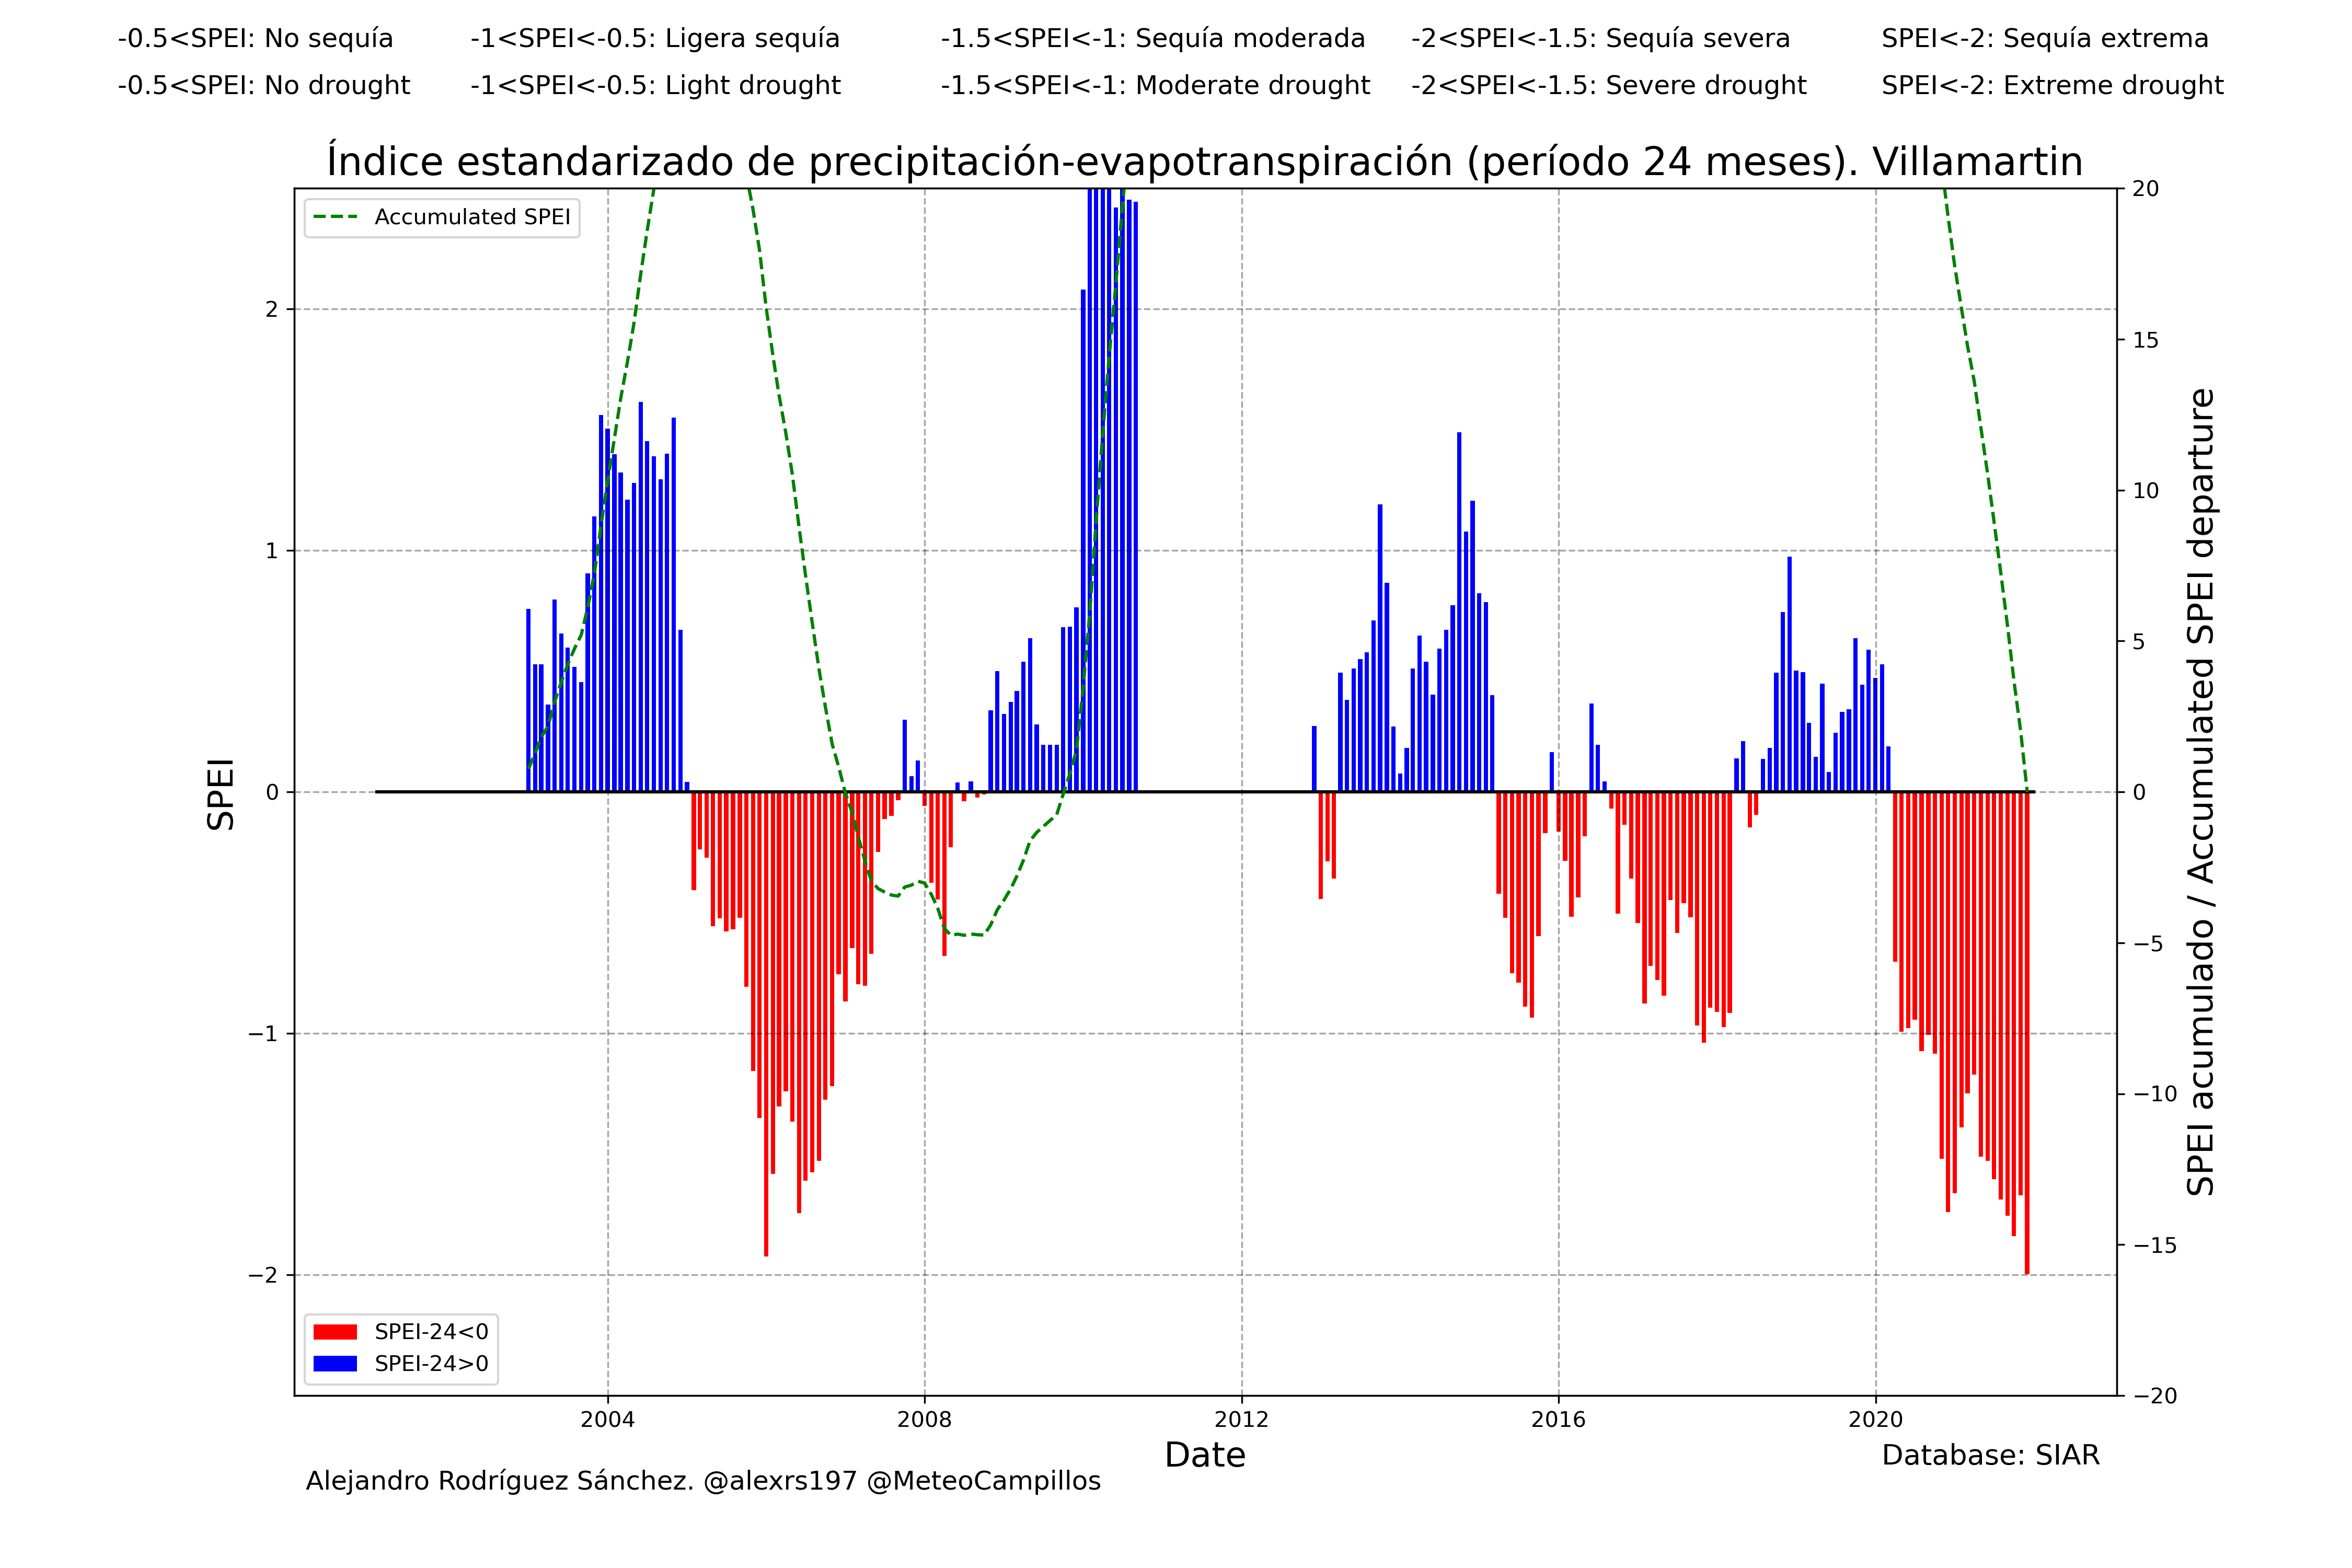 -0.5<SPEI: No sequía -1<SPEI<-0.5: Ligera sequía -1.5<SPEI<-1: Sequía moderada -2<SPEI<-1.5: Sequía severa SPEI<-2: Sequía extrema
-0.5<SPEI: No drought -1<SPEI<-0.5: Light drought -1.5<SPEI<-1: Moderate drought -2<SPEI<-1.5: Severe drought SPEI<-2: Extreme drought
Índice estandarizado de precipitación-evapotranspiración (período 24 meses). Villamartin
Accumulated SPEI
2
1
0
−1
−2
SPEI
20
15
10
5
0
−5
−10
−15
−20
SPEI acumulado / Accumulated SPEI departure
SPEI-24<0
SPEI-24>0
2004 2008 2012 2016 2020
Date
Database: SIAR
Alejandro Rodríguez Sánchez. @alexrs197 @MeteoCampillos